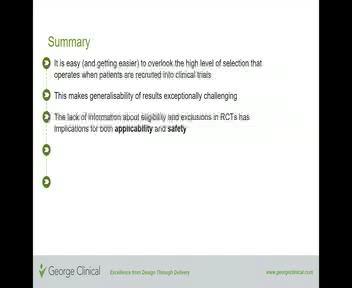 Summary
It is easy (and getting easier) to overlook the high level of selection that
operates when patients are recruited into clinical trials
This makes generalisability of results exceptionally challenging
The lack of information about eligibility and exclusions in RCTs has
implications for both applicability and safety
George Clinical
Excellence from Design Through Delivery
www.georgeclinical.com